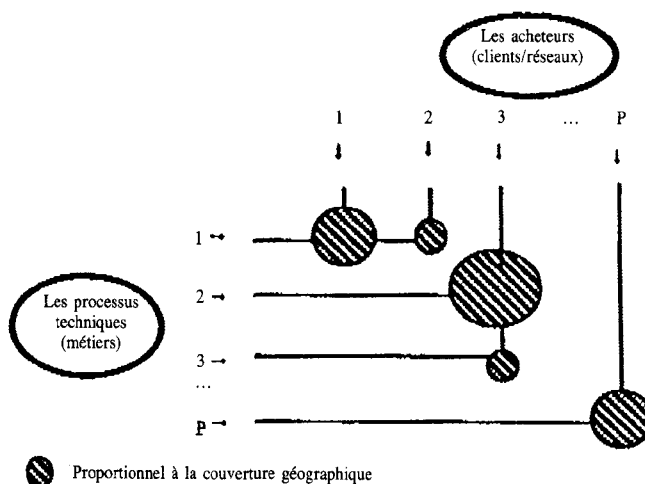 Les acheteurs
(clients/réseaux)
1 2 3 ... P
1
2
Les processus
techniques
(métiers)
3
...
P
Proportionnel à la couverture géographique